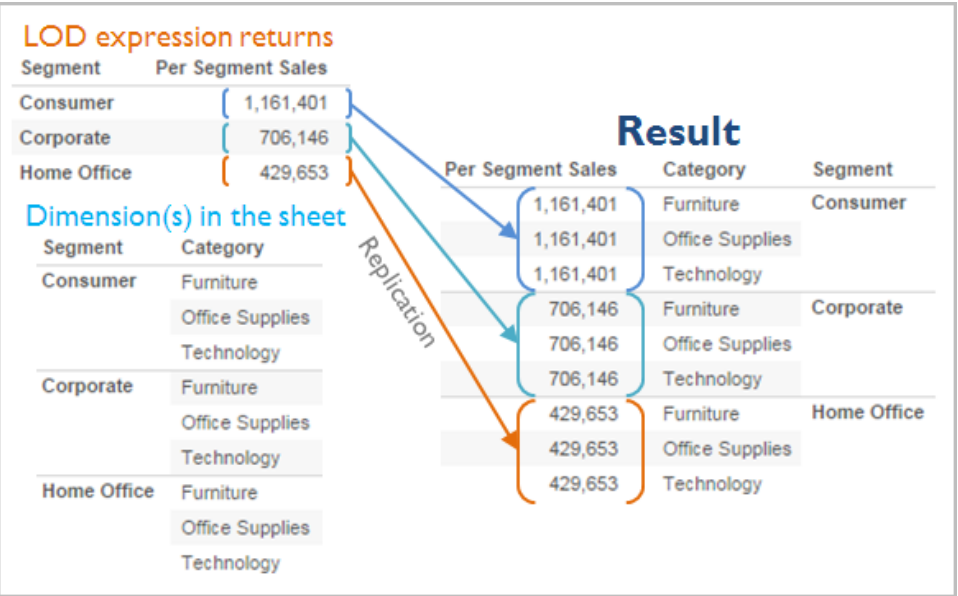 LOD expression returns
Segment Per Segment Sales
Consumer 1,161,401
Corporate 706,146
Home Office 429,653
Dimension(s) in the sheet
Segment Category
Consumer Furniture
Office Supplies
Technology
Corporate Furniture
Office Supplies
Technology
Home Office Furniture
Office Supplies
Technology
Replication
Result
Per Segment Sales Category Segment
1,161,401 Furniture Consumer
1,161,401 Office Supplies
1,161,401 Technology
706,146 Furniture Corporate
706,146 Office Supplies
706,146 Technology
429,653 Furniture Home Office
429,653 Office Supplies
429,653 Technology